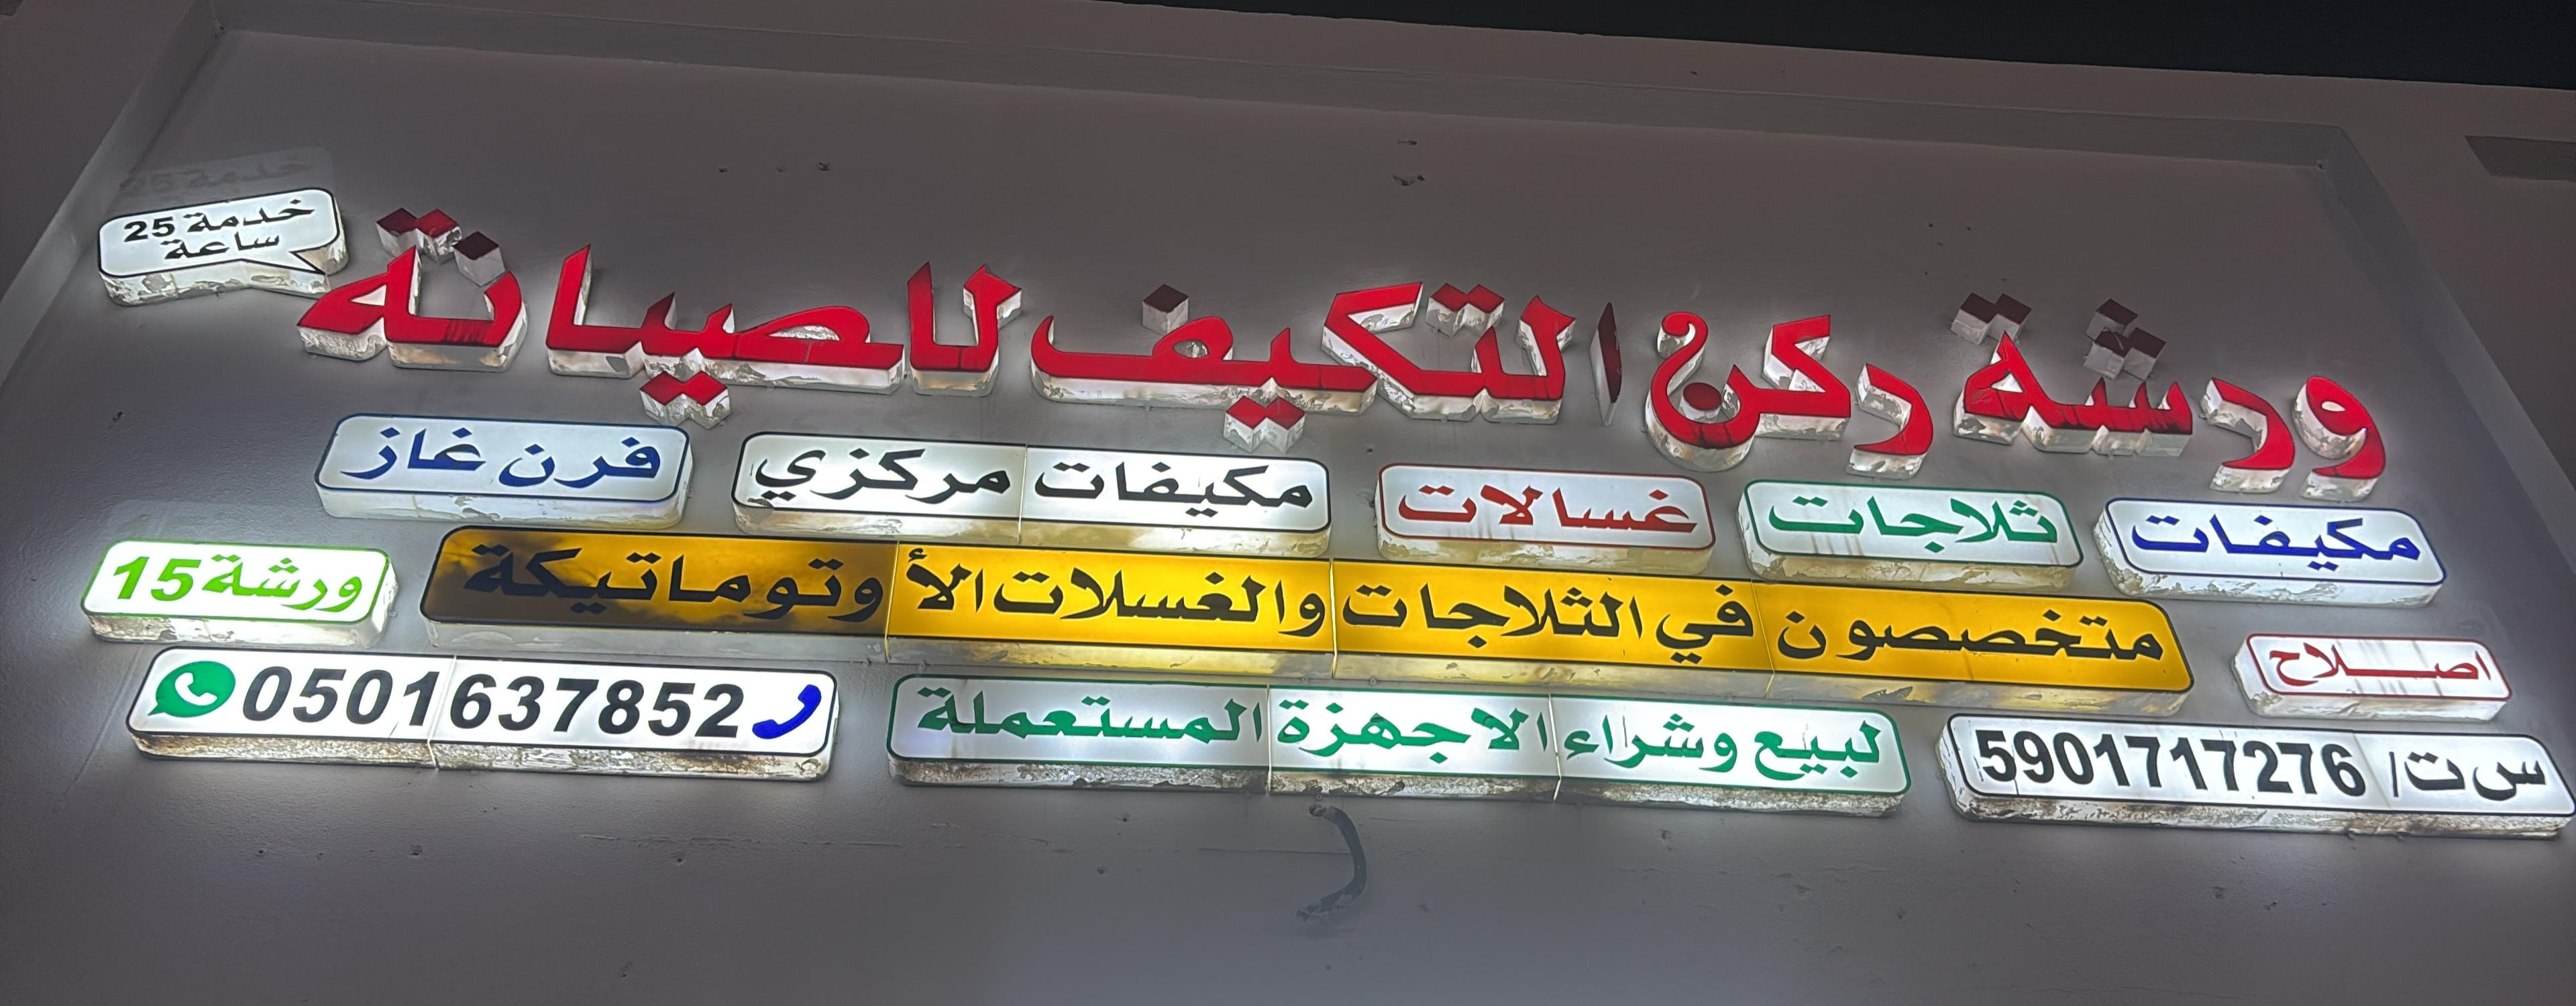 خدمة 25
ساعة
ورشة ركن التكيف للصيانة
مكيفات ثلاجات غسالات مكيفات مركزي فرن غاز
اصلاح متخصصون في الثلاجات والغسلات الأوتوماتيكة ورشة 15
س ت/ 5901717276 لبيع وشراء الاجهزة المستعملة 0501637852